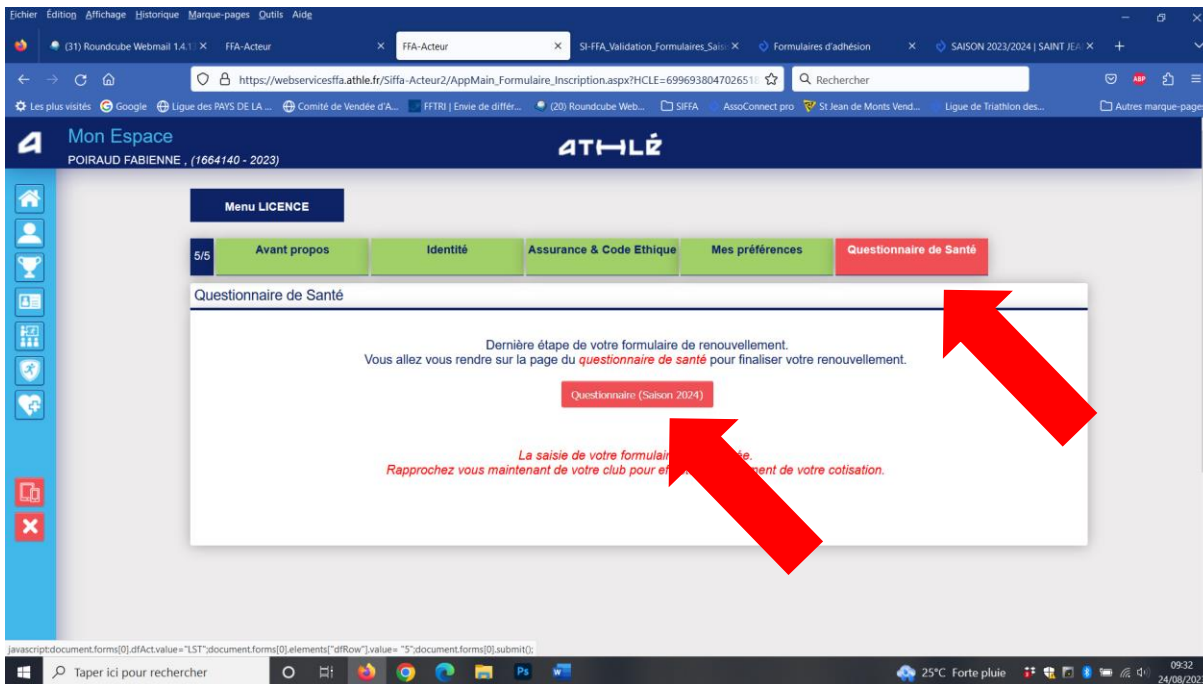 Fichier Édition Affichage Historique Marque-pages Outils Aide
(31) Roundcube Webmail 1.4.1 FFA-Acteur FFA-Acteur SI-FFA_Validation_Formulaires_Saisi Formulaires d'adhésion SAISON 2023/2024 | SAINT JEA
https://webservicesffa.athle.fr/Siffa-Acteur2/AppMain_Formulaire_Inscription.aspx?HCLE=6996938047026518 Rechercher
ABP
Les plus visités Google Ligue des PAYS DE LA ... Comité de Vendée d'A... FFTRI | Envie de différ... (20) Roundcube Web... SIFFA AssoConnect pro St Jean de Monts Vend... Ligue de Triathlon des... Autres marque-page
Mon Espace
POIRAUD FABIENNE , (1664140 - 2023)
ATHLÉ
Menu LICENCE
5/5 Avant propos Identité Assurance & Code Ethique Mes préférences Questionnaire de Santé
Questionnaire de Santé
Dernière étape de votre formulaire de renouvellement.
Vous allez vous rendre sur la page du questionnaire de santé pour finaliser votre renouvellement.
Questionnaire (Saison 2024)
La saisie de votre formulai
Rapprochez vous maintenant de votre club pour ef ment de votre cotisation.
javascript:document.forms[0].dfAct.value="LST";document.forms[0].elements["dfRow"].value= "5";document.forms[0].submit();
Taper ici pour rechercher Ps 25°C Forte pluie 09:32
24/08/202